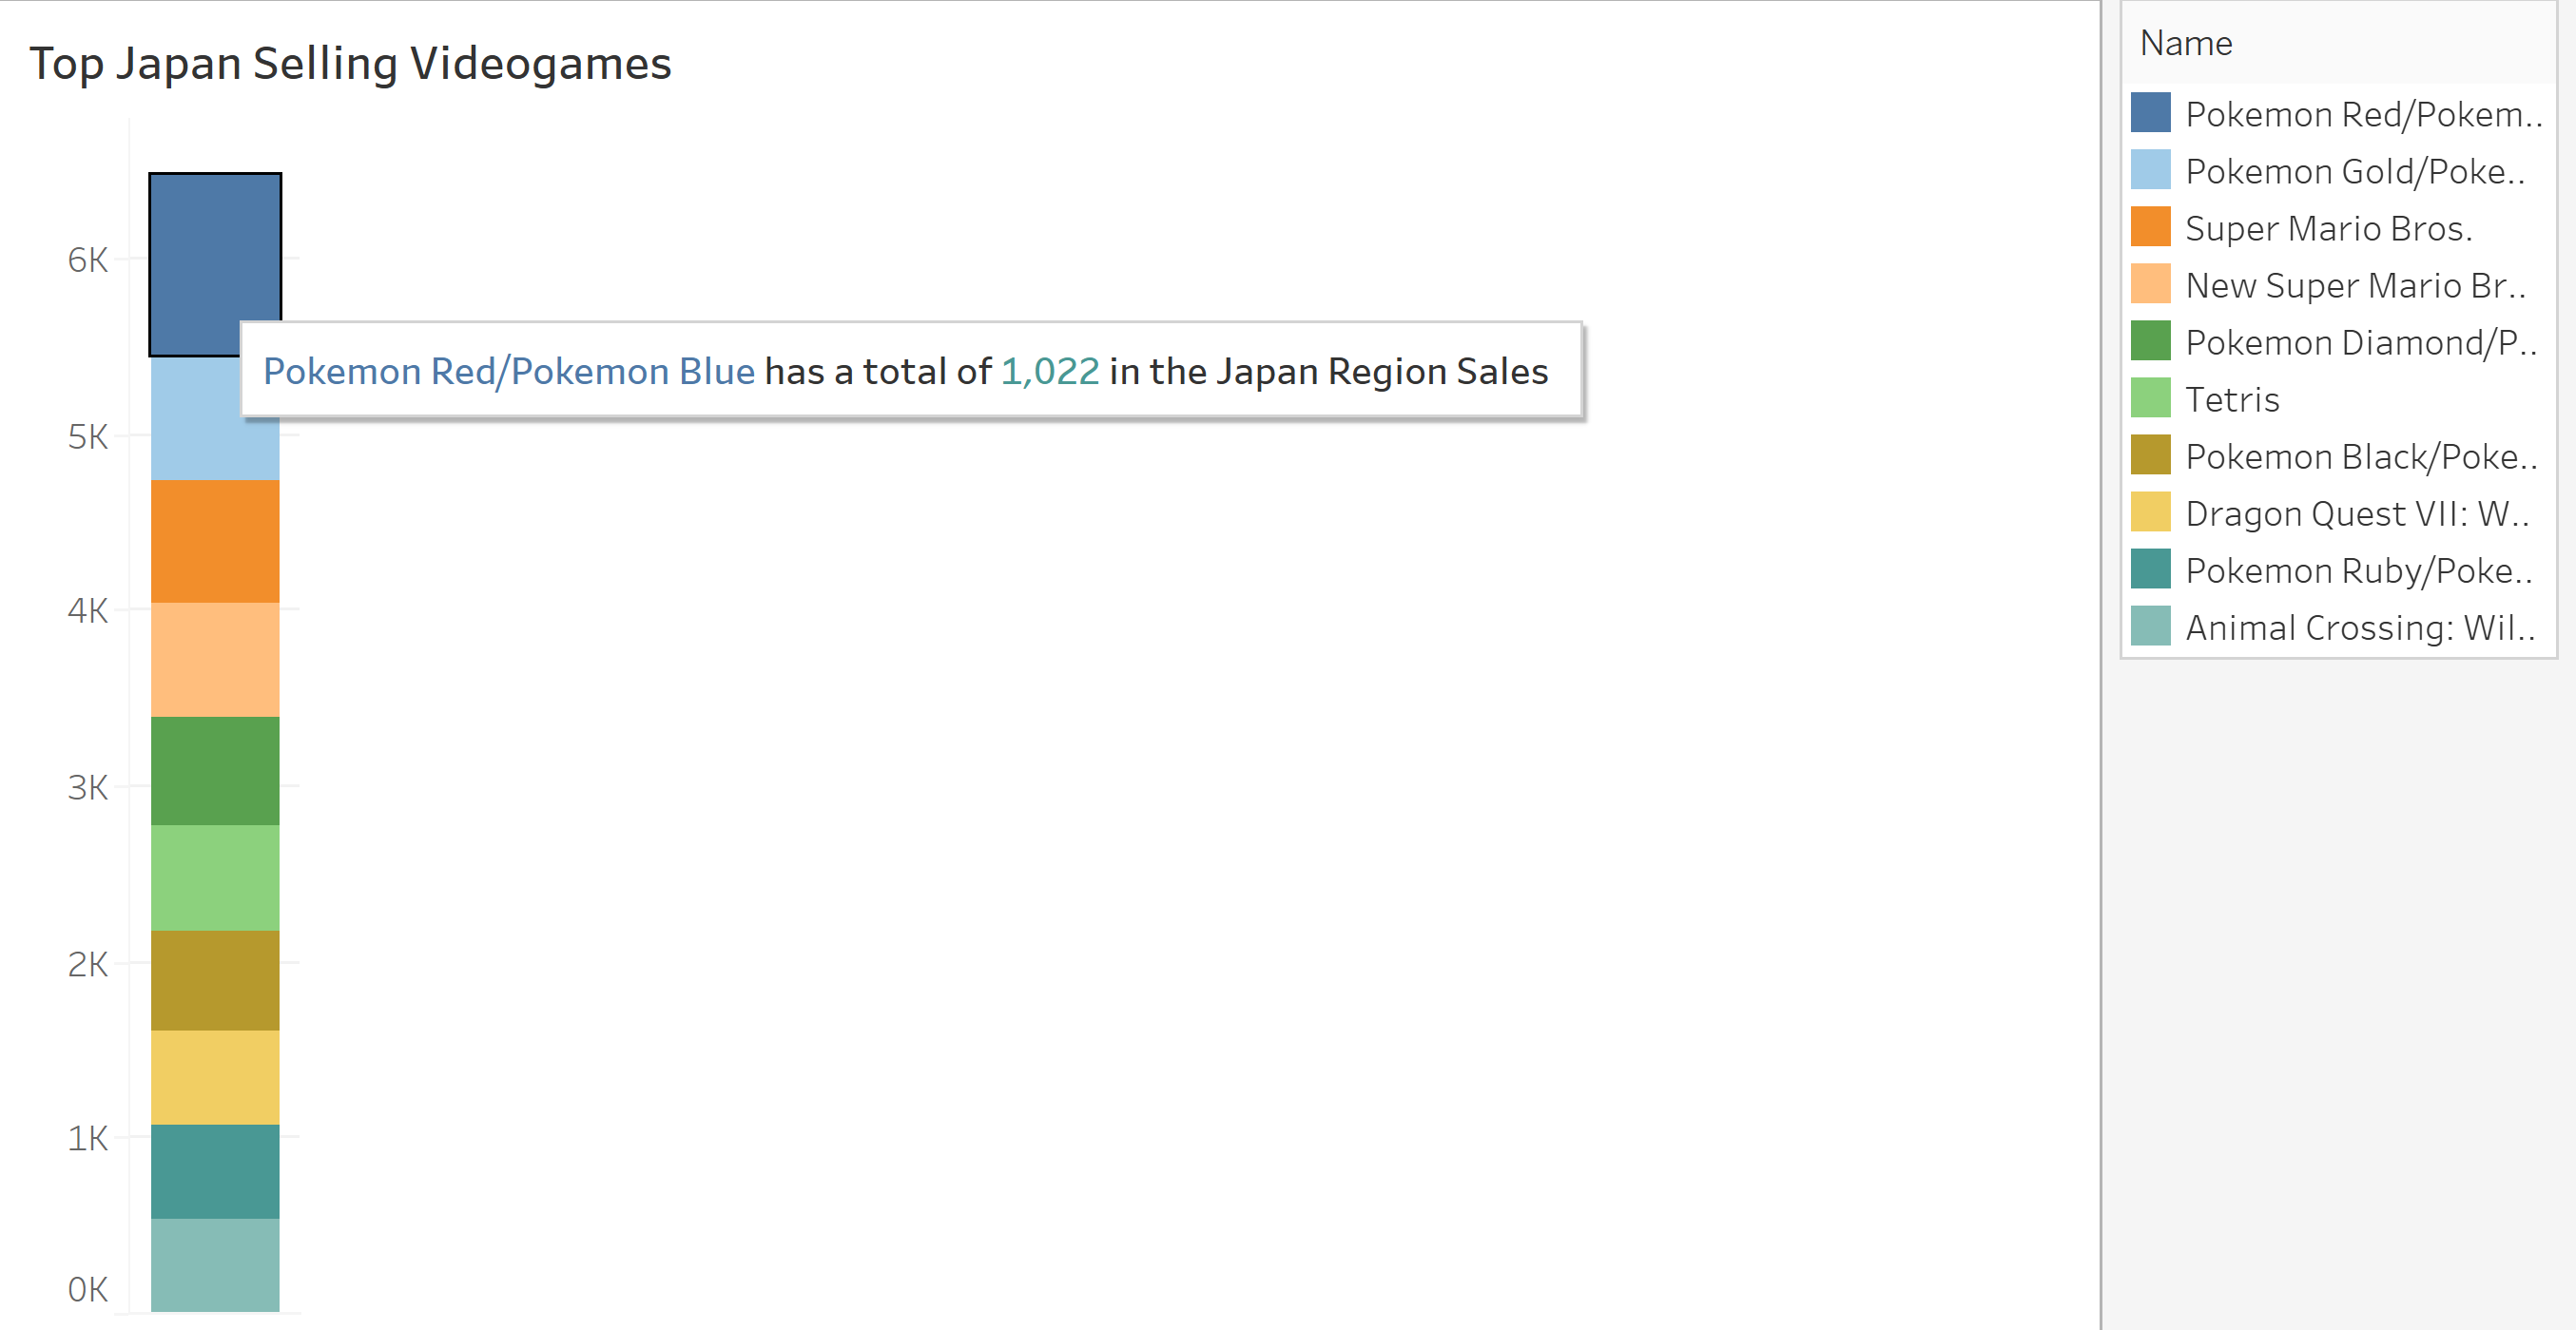 Top Japan Selling Videogames
6K
5K
4K
3K
2K
1K
0K
Pokemon Red/Pokemon Blue has a total of 1,022 in the Japan Region Sales
Name
Pokemon Red/Pokem..
Pokemon Gold/Poke..
Super Mario Bros.
New Super Mario Br..
Pokemon Diamond/P..
Tetris
Pokemon Black/Poke..
Dragon Quest VII: W..
Pokemon Ruby/Poke..
Animal Crossing: Wil..